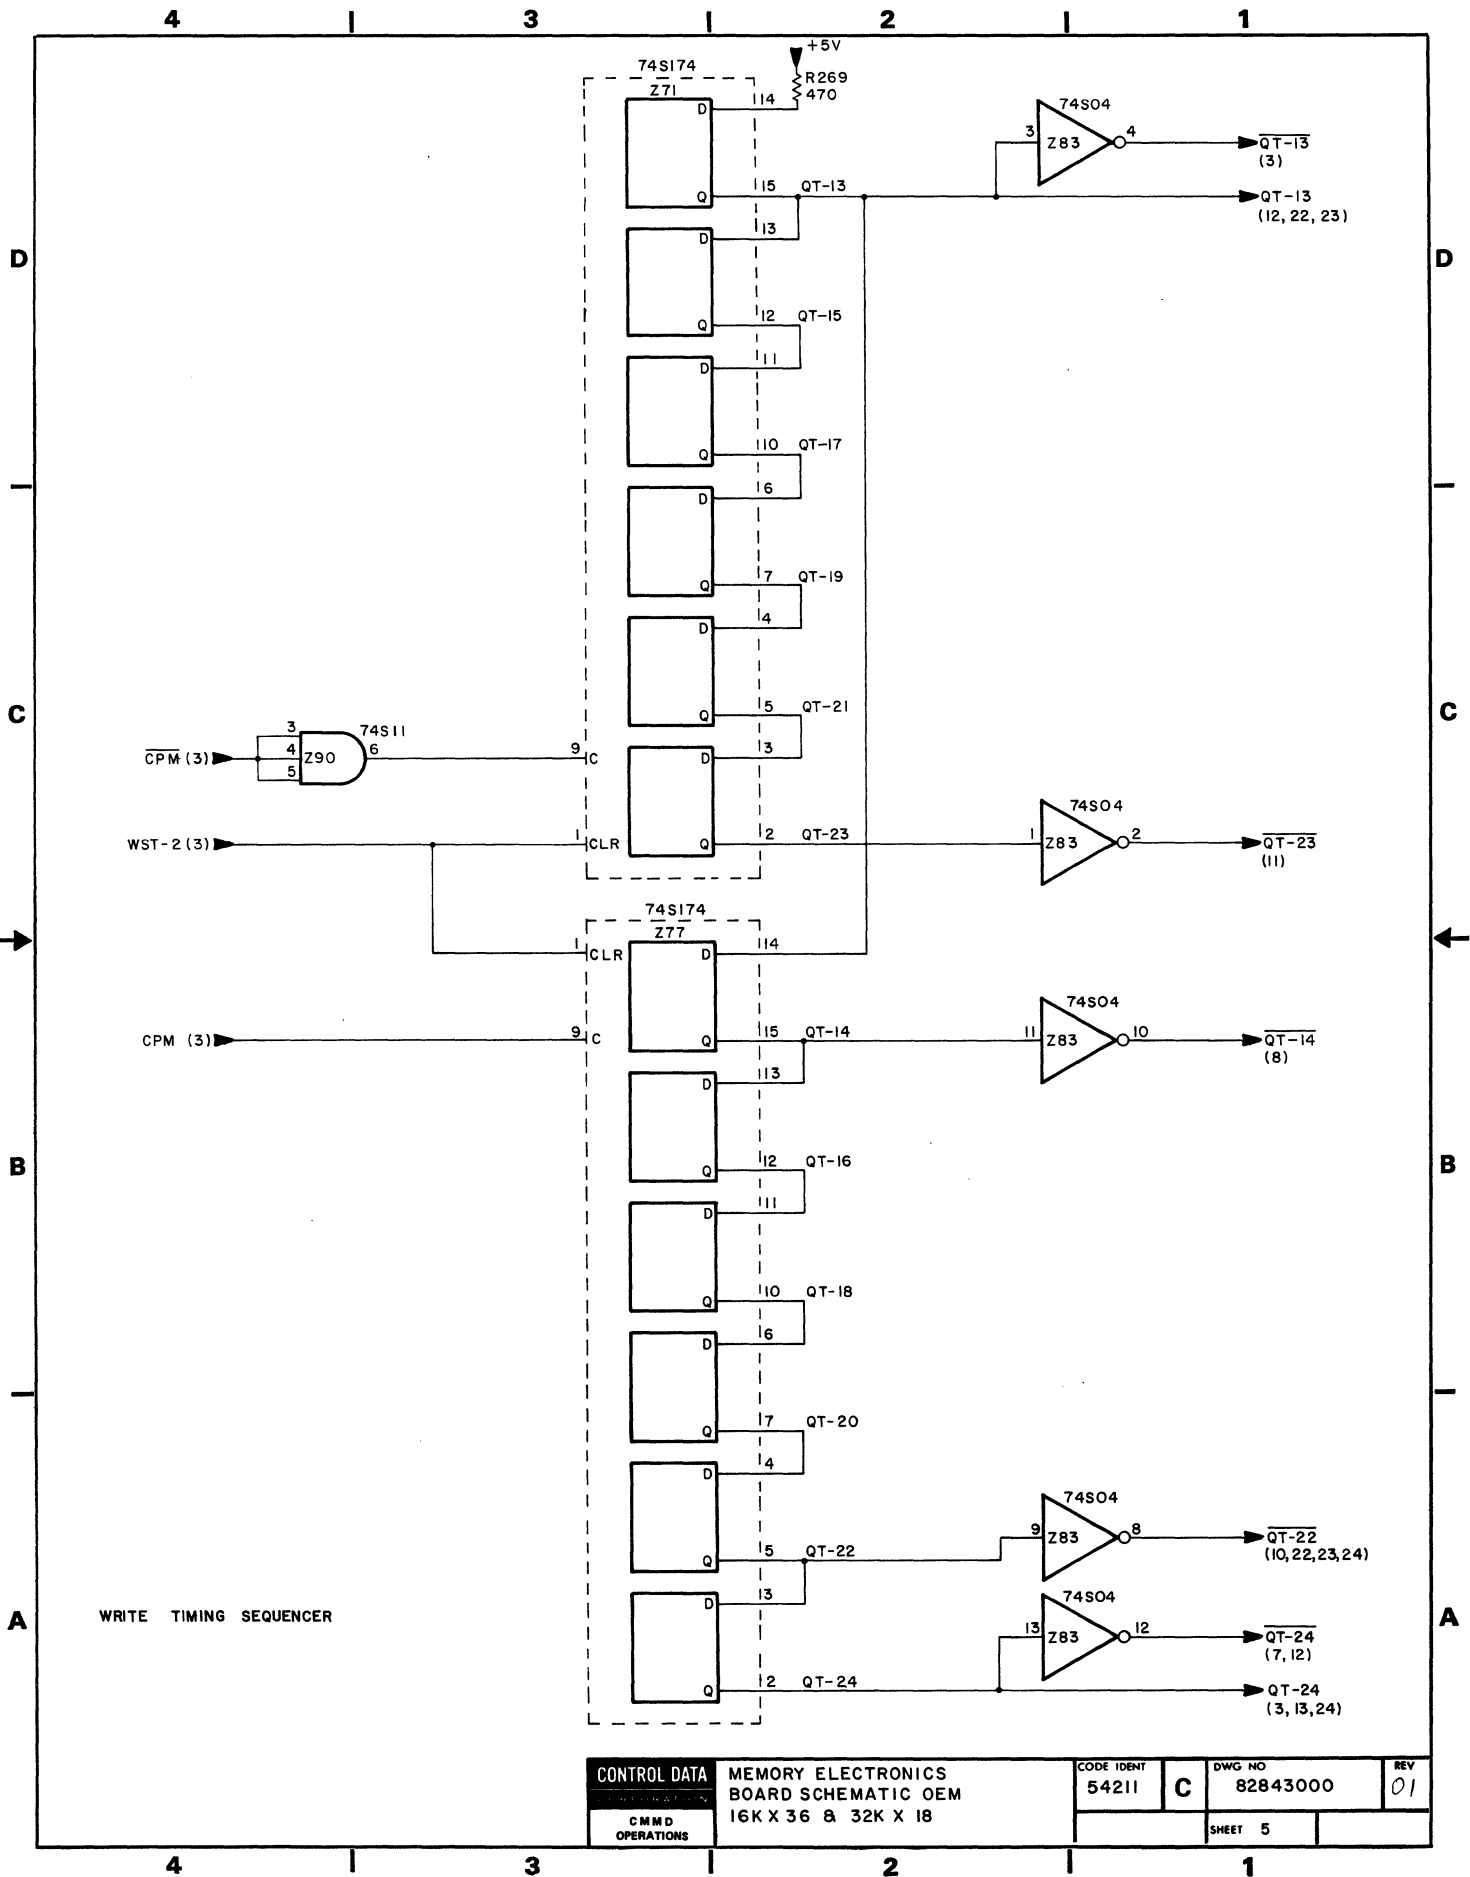 4 3 2 1
+5V
74S174
R269
470
Z71
D 14
74S04
3 Z83 4
QT-13
(3)
Q 15 QT-13
QT-13
(12, 22, 23)
D 13
D
D
Q 12 QT-15
D 11
Q 10 QT-17
D 6
Q 7 QT-19
D 4
C
C
Q 5 QT-21
74S11
3
CPM (3) 4 Z90 6
5
9 C
D 3
74S04
WST-2 (3) 1 CLR
Q 2 QT-23
1 Z83 2
QT-23
(11)
74S174
Z77
1 CLR
D 14
74S04
CPM (3) 9 C
Q 15 QT-14
11 Z83 10
QT-14
(8)
D 13
B
B
Q 12 QT-16
D 11
Q 10 QT-18
D 6
Q 7 QT-20
D 4
74S04
9 Z83 8
QT-22
(10,22,23,24)
Q 5 QT-22
D 13
74S04
A
WRITE TIMING SEQUENCER
A
13 Z83 12
QT-24
(7, 12)
Q 2 QT-24
QT-24
(3, 13, 24)
CONTROL DATA
CORPORATION
CMMD
OPERATIONS
MEMORY ELECTRONICS
BOARD SCHEMATIC OEM
16K X 36 & 32K X 18
CODE IDENT
54211
C
DWG NO
82843000
REV
01
SHEET 5
4 3 2 1